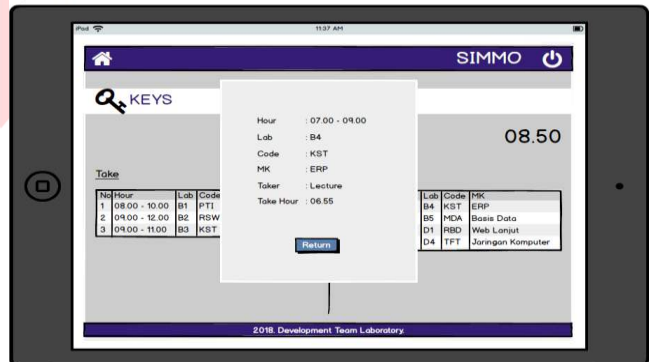 iPad 11:37 AM
SIMMO
KEYS
08.50
Hour : 07.00 - 09.00
Lab : B4
Code : KST
MK : ERP
Taker : Lecture
Take Hour : 06.55
Return
Take
No Hour Lab Code
1 08.00 - 10.00 B1 PTI
2 09.00 - 12.00 B2 RSW
3 09.00 - 11.00 B3 KST
Lab Code MK
B4 KST ERP
B5 MDA Basis Data
D1 RBD Web Lanjut
D4 TFT Jaringan Komputer
2018. Development Team Laboratory.